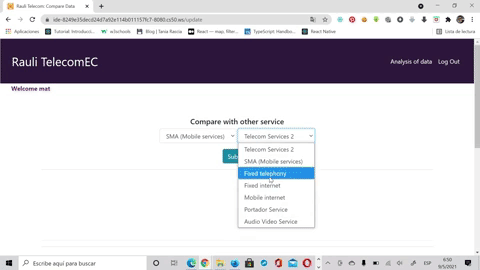 Rauli Telecom: Compare Data
ide-8249e35decd24d7a92e114b011157fc7-8080.cs50.ws/update
Aplicaciones
Tutorial: Introducci...
w3schools
Blog | Tania Rascia
React — map, filter...
TypeScript Handboo...
React Native
Lista de lectura
Rauli TelecomEC
Analysis of data
Log Out
Welcome mat
Compare with other service
SMA (Mobile services)
Telecom Services 2
Sub
Telecom Services 2
SMA (Mobile services)
Fixed telephony
Fixed internet
Mobile internet
Portador Service
Audio Video Service
Escribe aquí para buscar
ESP
6:50
9/5/2021